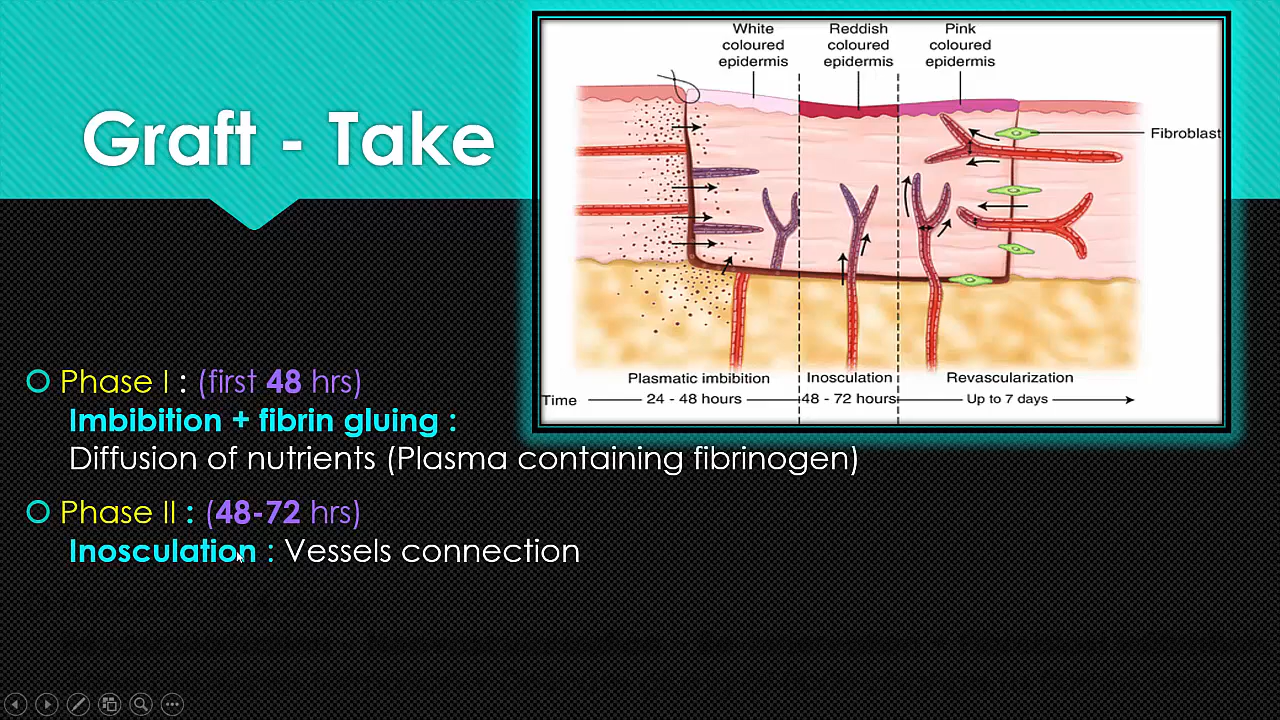 Graft - Take
White
coloured
epidermis
Reddish
coloured
epidermis
Pink
coloured
epidermis
Fibroblast
Plasmatic imbibition
Inosculation
Revascularization
Time
24 - 48 hours
48 - 72 hours
Up to 7 days
Phase I : (first 48 hrs)
Imbibition + fibrin gluing :
Diffusion of nutrients (Plasma containing fibrinogen)
Phase II : (48-72 hrs)
Inosculation : Vessels connection